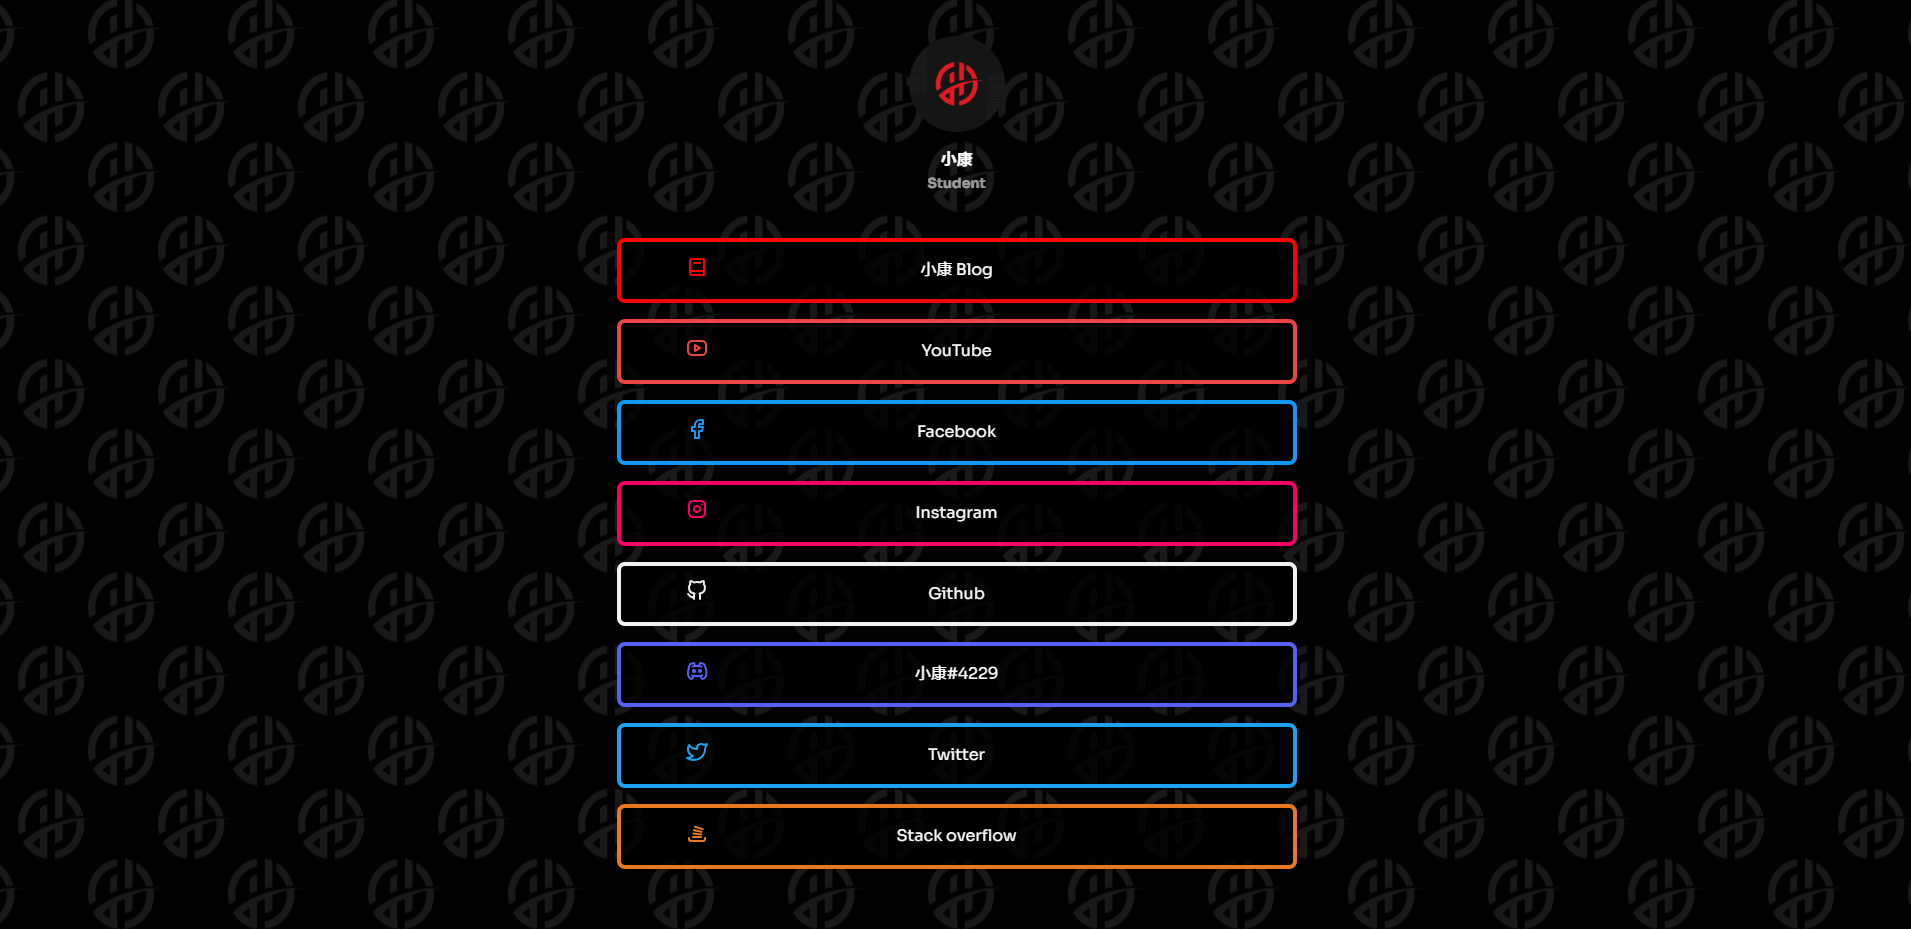 小康
Student
小康 Blog
YouTube
Facebook
Instagram
Github
小康#4229
Twitter
Stack overflow